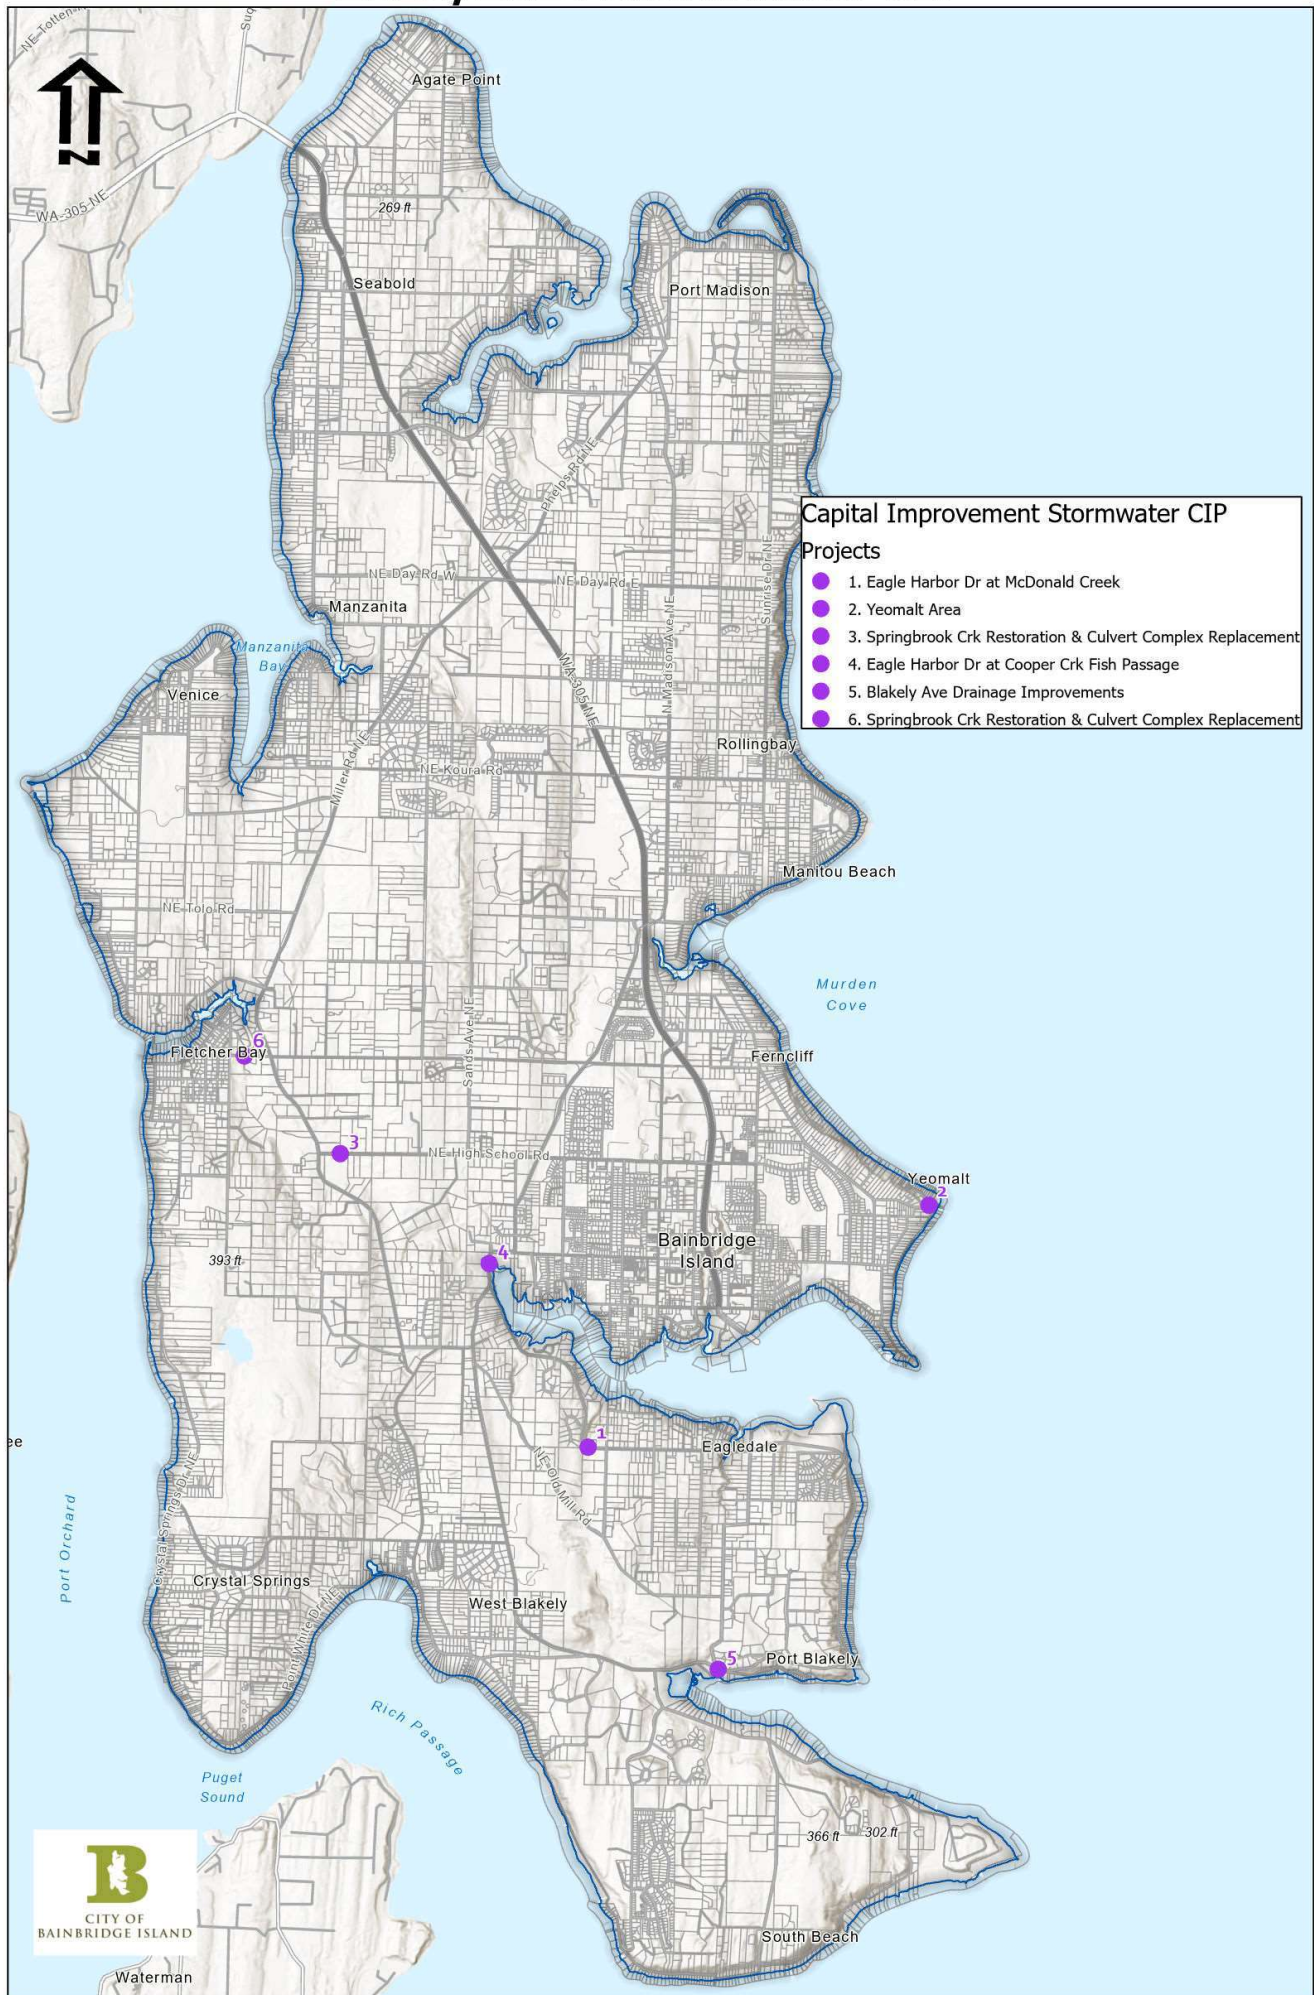 NE Totten
WA-305-NE
N
Agate Point
269 ft
Seabold
Port Madison
Phelps Rd NE
Capital Improvement Stormwater CIP
Projects
1. Eagle Harbor Dr at McDonald Creek
2. Yeomalt Area
3. Springbrook Crk Restoration & Culvert Complex Replacement
4. Eagle Harbor Dr at Cooper Crk Fish Passage
5. Blakely Ave Drainage Improvements
6. Springbrook Crk Restoration & Culvert Complex Replacement
NE Day Rd W
NE Day Rd E
Sunrise Dr NE
Manzanita
N Madison Ave NE
Manzanita
Bay
WA-305-NE
Venice
Rollingbay
Miller Rd NE
NE Koura Rd
Manitou Beach
NE Tolo Rd
Murden
Cove
Sands Ave NE
6
Fletcher Bay
Ferncliff
3
NE High School Rd
Yeomalt
2
Bainbridge
Island
4
393 ft
1
Eagledale
ee
NE Old Mill Rd
Crystal Springs Dr NE
Port Orchard
Crystal Springs
Point White Dr NE
West Blakely
5
Port Blakely
Rich Passage
Puget
Sound
366 ft
302 ft
B
CITY OF
BAINBRIDGE ISLAND
South Beach
Waterman